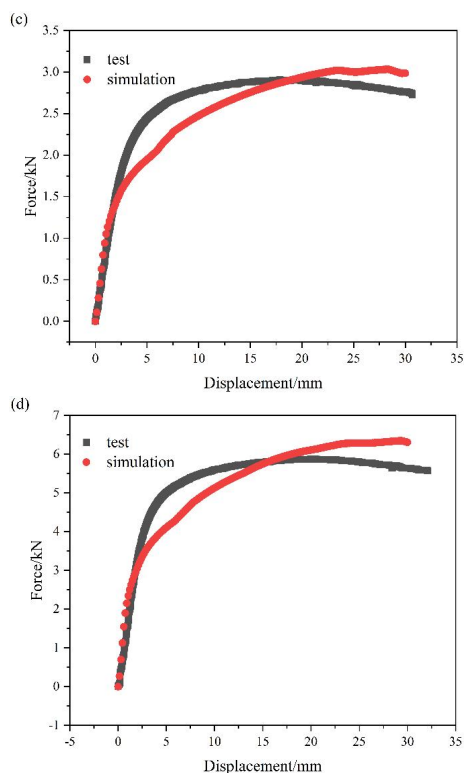 (c)
3.5
3.0
2.5
2.0
1.5
1.0
0.5
0.0
Force/kN
test
simulation
0 5 10 15 20 25 30 35
Displacement/mm
(d)
7
6
5
4
3
2
1
0
-1
Force/kN
test
simulation
-5 0 5 10 15 20 25 30 35
Displacement/mm